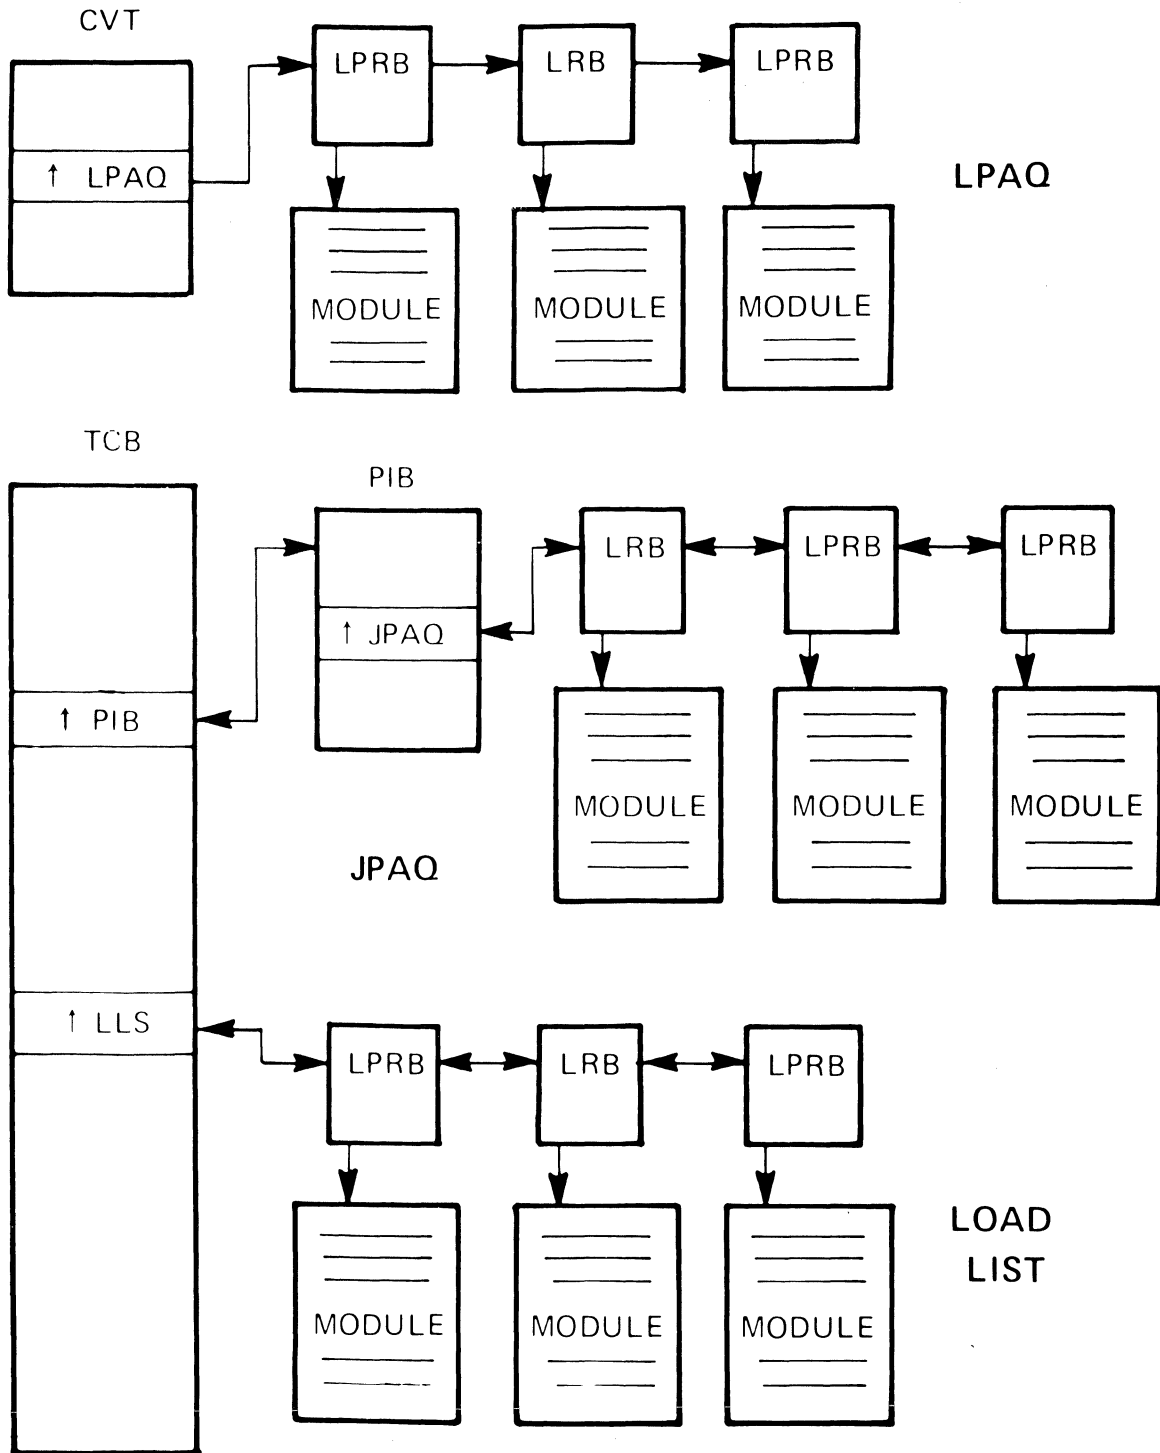 CVT
LPRB LRB LPRB
↑ LPAQ
LPAQ
MODULE MODULE MODULE
TCB
PIB
LRB LPRB LPRB
↑ JPAQ
↑ PIB
MODULE MODULE MODULE
JPAQ
↑ LLS
LPRB LRB LPRB
LOAD
LIST
MODULE MODULE MODULE